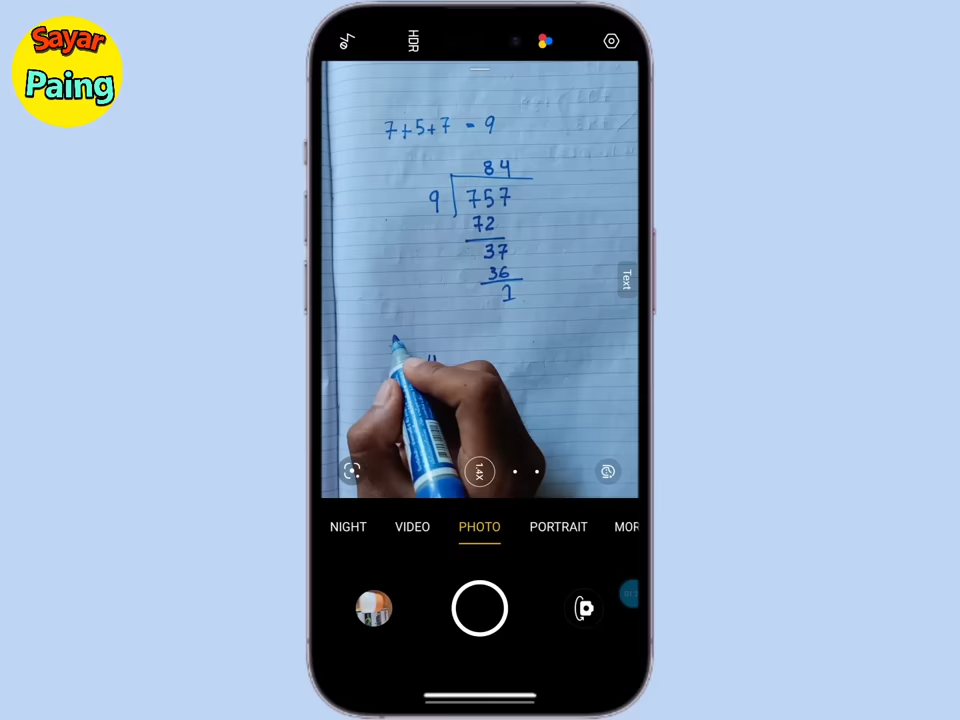 Sayar
Paing
HDR
7+5+7 = 9
84
9 757
72
37
36
1
4
Text
1.4X
NIGHT VIDEO PHOTO PORTRAIT MOR